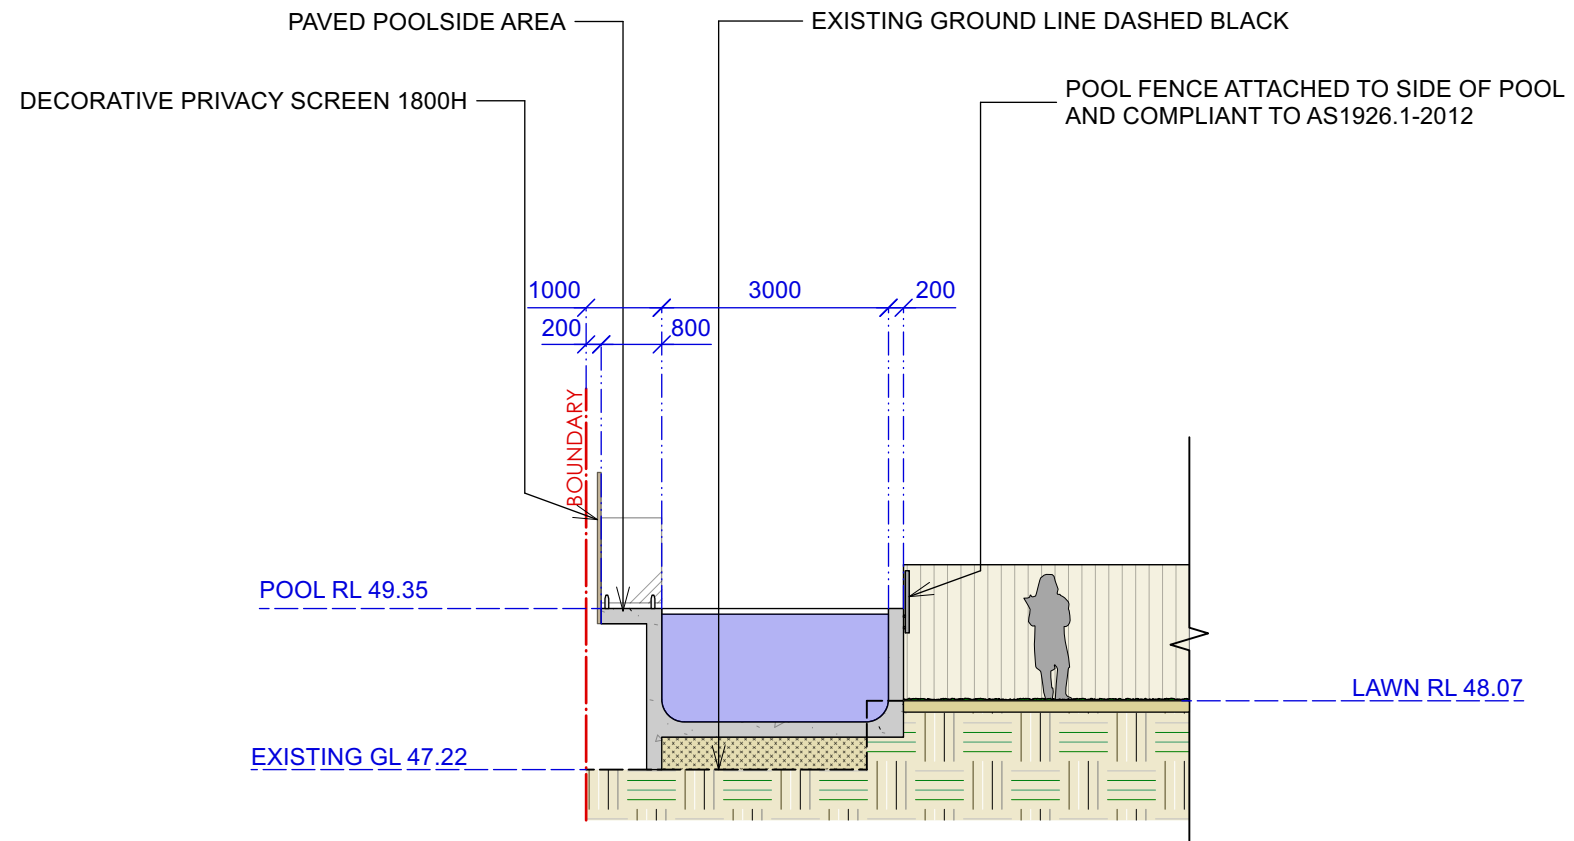 PAVED POOLSIDE AREA
EXISTING GROUND LINE DASHED BLACK
DECORATIVE PRIVACY SCREEN 1800H
POOL FENCE ATTACHED TO SIDE OF POOL
AND COMPLIANT TO AS1926.1-2012
1000
3000
200
200
800
BOUNDARY
POOL RL 49.35
LAWN RL 48.07
EXISTING GL 47.22